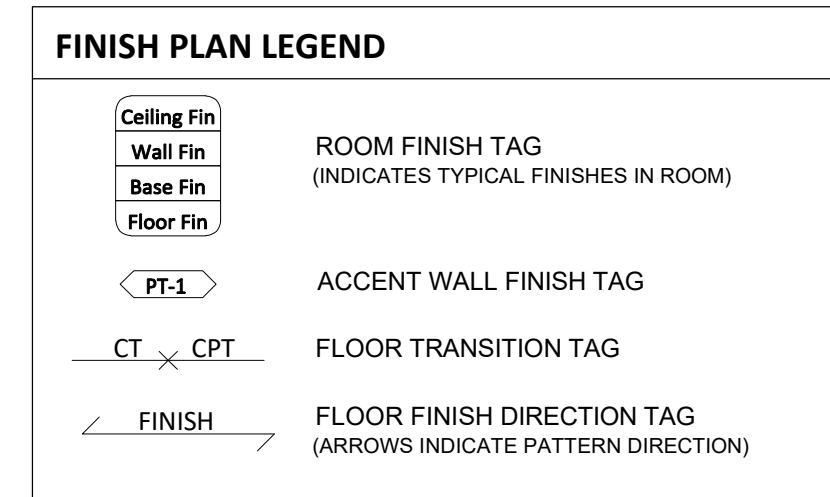 FINISH PLAN LEGEND
Ceiling Fin
Wall Fin
Base Fin
Floor Fin
ROOM FINISH TAG
(INDICATES TYPICAL FINISHES IN ROOM)
PT-1
ACCENT WALL FINISH TAG
CT CPT
FLOOR TRANSITION TAG
FINISH
FLOOR FINISH DIRECTION TAG
(ARROWS INDICATE PATTERN DIRECTION)